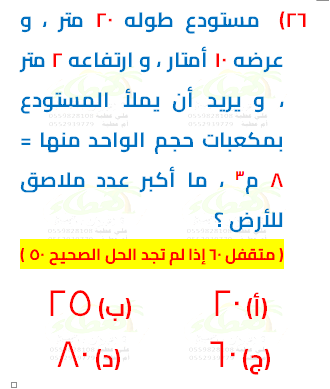 ٢٦) مستودع طوله ٢٠ متر ، و
عرضه ١٠ أمتار ، و ارتفاعه ٢ متر
، و يريد أن يملأ المستودع
بمكعبات حجم الواحد منها =
٨ م٣ ، ما أكبر عدد ملاصق
للأرض ؟
( متقفل ٦٠ إذا لم تجد الحل الصحيح ٥٠ )
(أ) ٢٠ (ب) ٢٥
(ج) ٦٠ (د) ٨٠